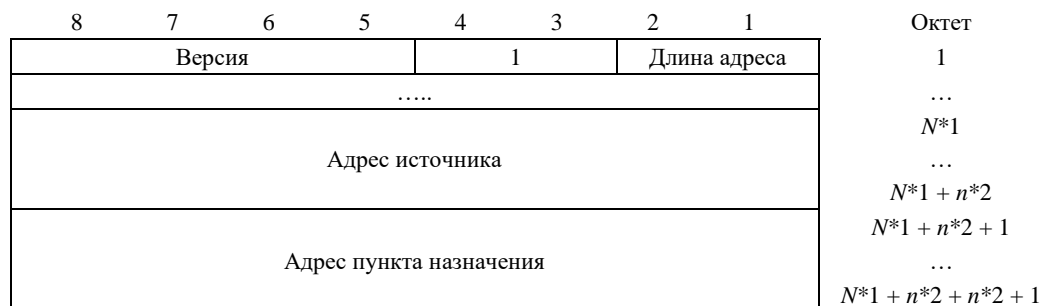 8 7 6 5 4 3 2 1 Октет
Версия 1 Длина адреса 1
..... …
N*1
Адрес источника …
N*1 + n*2
N*1 + n*2 + 1
Адрес пункта назначения …
N*1 + n*2 + n*2 + 1